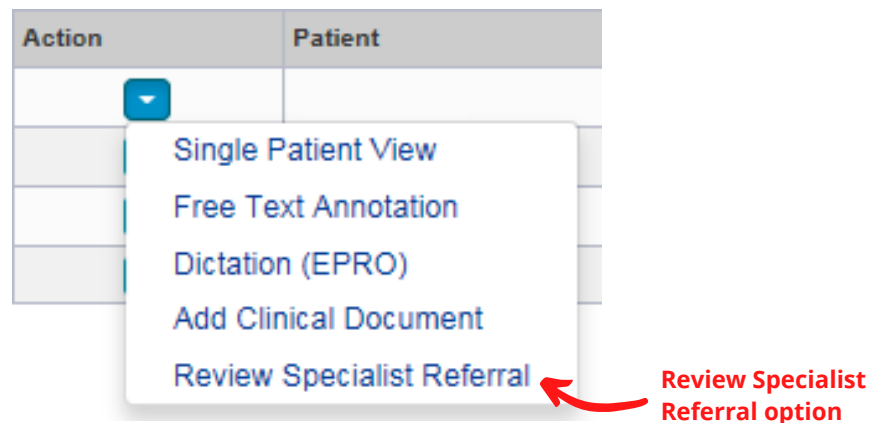 Action Patient
Single Patient View
Free Text Annotation
Dictation (EPRO)
Add Clinical Document
Review Specialist Referral
Review Specialist
Referral option